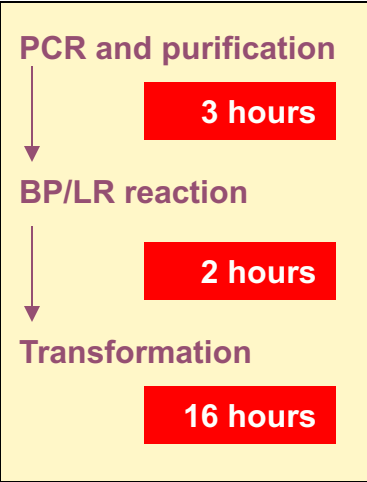 PCR and purification
3 hours
BP/LR reaction
2 hours
Transformation
16 hours